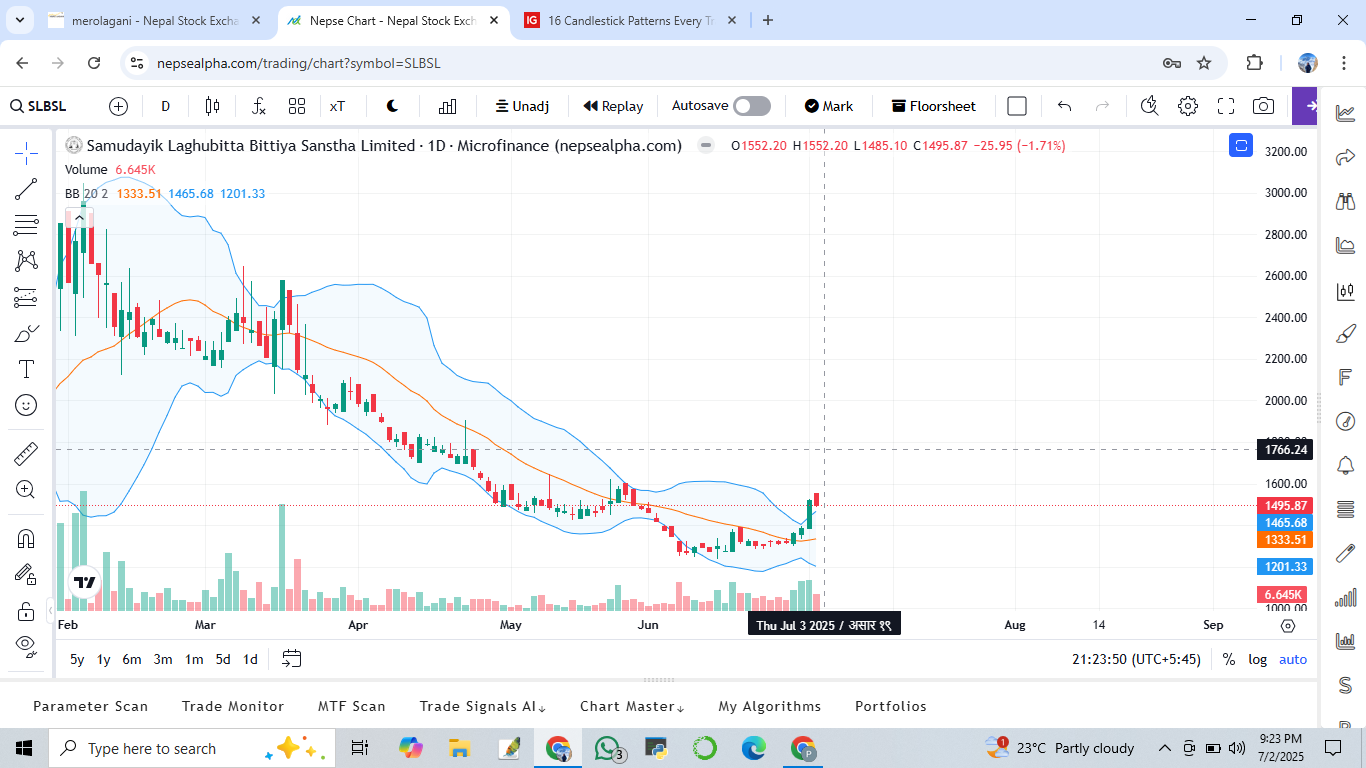 merolagani - Nepal Stock Excha
Nepse Chart - Nepal Stock Exch
IG
16 Candlestick Patterns Every Tr
nepsealpha.com/trading/chart?symbol=SLBSL
SLBSL
D
xT
Unadj
Replay
Autosave
Mark
Floorsheet
Samudayik Laghubitta Bittiya Sanstha Limited · 1D · Microfinance (nepsealpha.com)
O1552.20 H1552.20 L1485.10 C1495.87 −25.95 (−1.71%)
Volume 6.645K
BB 20 2 1333.51 1465.68 1201.33
3200.00
3000.00
2800.00
2600.00
2400.00
2200.00
2000.00
1766.24
1600.00
1495.87
1465.68
1333.51
1201.33
6.645K
1000.00
Feb
Mar
Apr
May
Jun
Thu Jul 3 2025 / असार १९
Aug
14
Sep
5y 1y 6m 3m 1m 5d 1d
21:23:50 (UTC+5:45)
%
log
auto
Parameter Scan
Trade Monitor
MTF Scan
Trade Signals AI↓
Chart Master↓
My Algorithms
Portfolios
Type here to search
3
P
1
23°C Partly cloudy
9:23 PM
7/2/2025